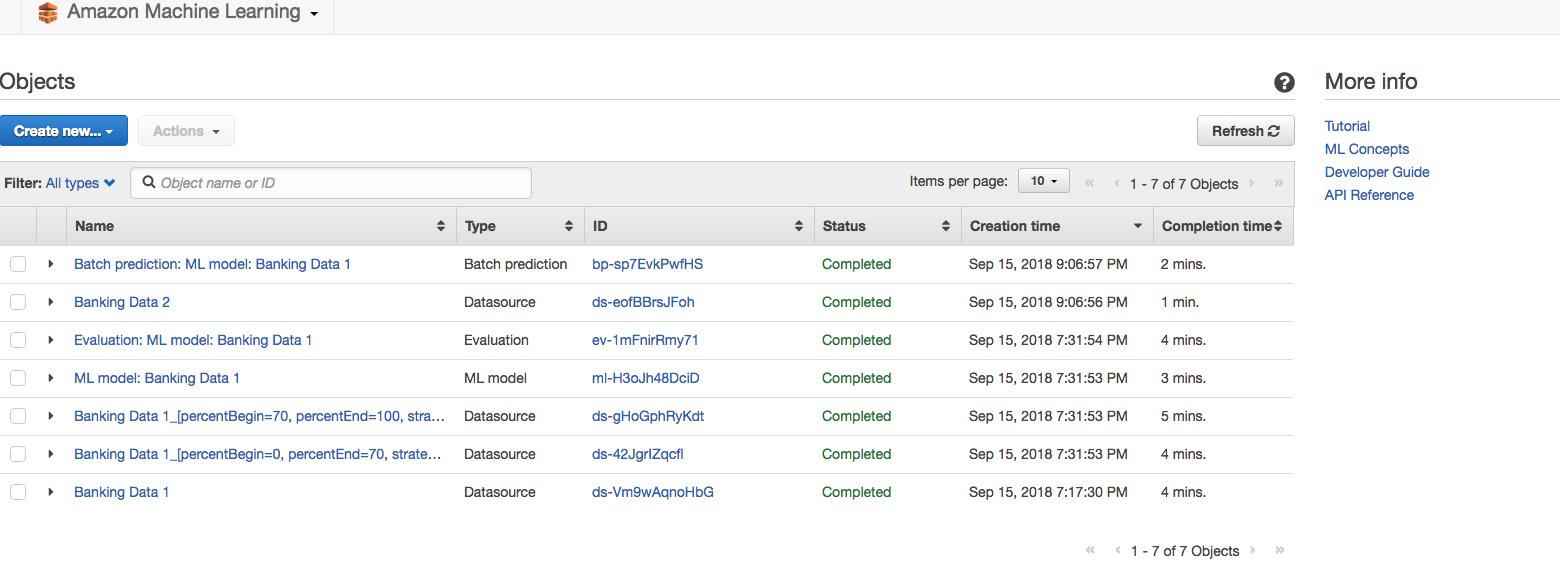 Amazon Machine Learning
Objects
?
More info
Create new...
Actions
Refresh
Tutorial
ML Concepts
Developer Guide
API Reference
Filter: All types
Object name or ID
Items per page: 10 « ‹ 1 - 7 of 7 Objects › »
Name Type ID Status Creation time Completion time
Batch prediction: ML model: Banking Data 1 Batch prediction bp-sp7EvkPwfHS Completed Sep 15, 2018 9:06:57 PM 2 mins.
Banking Data 2 Datasource ds-eofBBrsJFoh Completed Sep 15, 2018 9:06:56 PM 1 min.
Evaluation: ML model: Banking Data 1 Evaluation ev-1mFnirRmy71 Completed Sep 15, 2018 7:31:54 PM 4 mins.
ML model: Banking Data 1 ML model ml-H3oJh48DciD Completed Sep 15, 2018 7:31:53 PM 3 mins.
Banking Data 1_[percentBegin=70, percentEnd=100, stra... Datasource ds-gHoGphRyKdt Completed Sep 15, 2018 7:31:53 PM 5 mins.
Banking Data 1_[percentBegin=0, percentEnd=70, strate... Datasource ds-42JgrIZqcfl Completed Sep 15, 2018 7:31:53 PM 4 mins.
Banking Data 1 Datasource ds-Vm9wAqnoHbG Completed Sep 15, 2018 7:17:30 PM 4 mins.
« ‹ 1 - 7 of 7 Objects › »